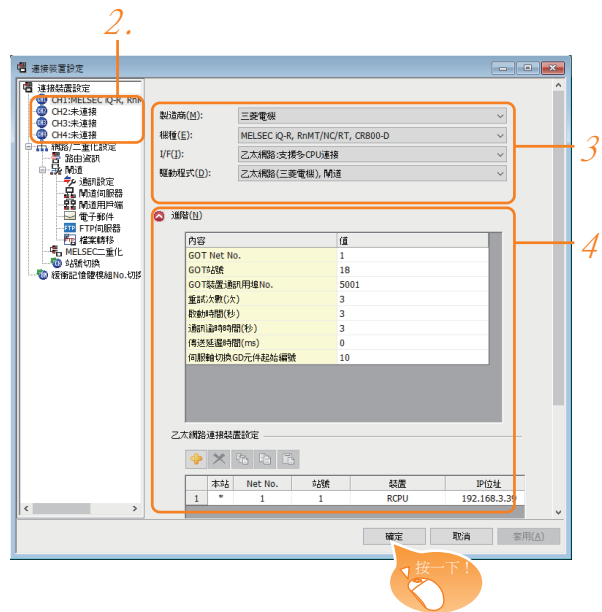 2.
連接裝置設定
連接裝置設定
CH1:MELSEC iQ-R, RnM
CH2:未連接
CH3:未連接
CH4:未連接
網路/二重化設定
路由資訊
閘道
通訊設定
閘道伺服器
閘道用戶端
電子郵件
FTP伺服器
檔案轉移
MELSEC二重化
站號切換
緩衝記憶體模組No.切換
製造商(M): 三菱電機
機種(E): MELSEC iQ-R, RnMT/NC/RT, CR800-D
I/F(I): 乙太網路:支援多CPU連接
驅動程式(D): 乙太網路(三菱電機), 閘道
3
進階(N)
4
內容 值
GOT Net No. 1
GOT站號 18
GOT裝置通訊用埠No. 5001
重試次數(次) 3
啟動時間(秒) 3
通訊逾時時間(秒) 3
傳送延遲時間(ms) 0
伺服軸切換GD元件起始編號 10
乙太網路連接裝置設定
本站 Net No. 站號 裝置 IP位址
1 * 1 1 RCPU 192.168.3.39
確定 取消 套用(A)
按一下！